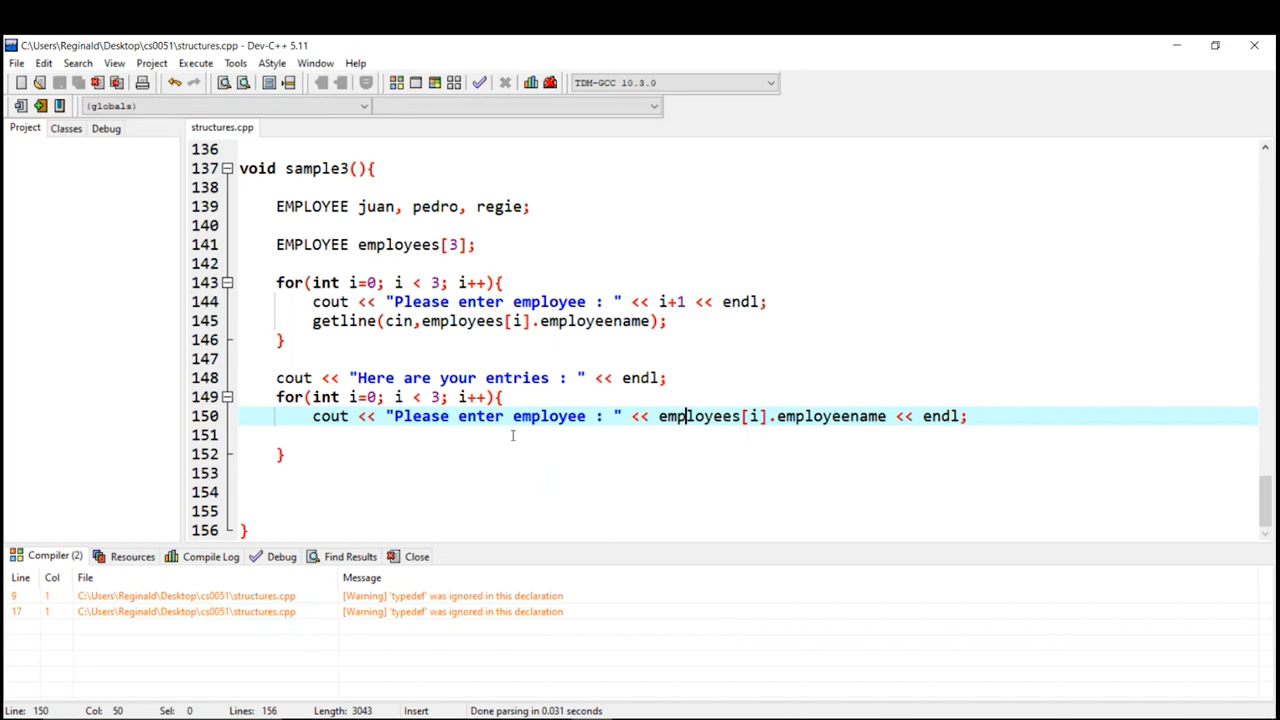 C:\Users\Reginald\Desktop\cs0051\structures.cpp - Dev-C++ 5.11
File Edit Search View Project Execute Tools AStyle Window Help
TDM-GCC 10.3.0
(globals)
Project Classes Debug
structures.cpp
136
137 void sample3(){
138
139 EMPLOYEE juan, pedro, regie;
140
141 EMPLOYEE employees[3];
142
143 for(int i=0; i < 3; i++){
144 cout << "Please enter employee : " << i+1 << endl;
145 getline(cin,employees[i].employeename);
146 }
147
148 cout << "Here are your entries : " << endl;
149 for(int i=0; i < 3; i++){
150 cout << "Please enter employee : " << employees[i].employeename << endl;
151
152 }
153
154
155
156 }
Compiler (2) Resources Compile Log Debug Find Results Close
Line Col File Message
9 1 C:\Users\Reginald\Desktop\cs0051\structures.cpp [Warning] 'typedef' was ignored in this declaration
17 1 C:\Users\Reginald\Desktop\cs0051\structures.cpp [Warning] 'typedef' was ignored in this declaration
Line: 150 Col: 50 Sel: 0 Lines: 156 Length: 3043 Insert Done parsing in 0.031 seconds